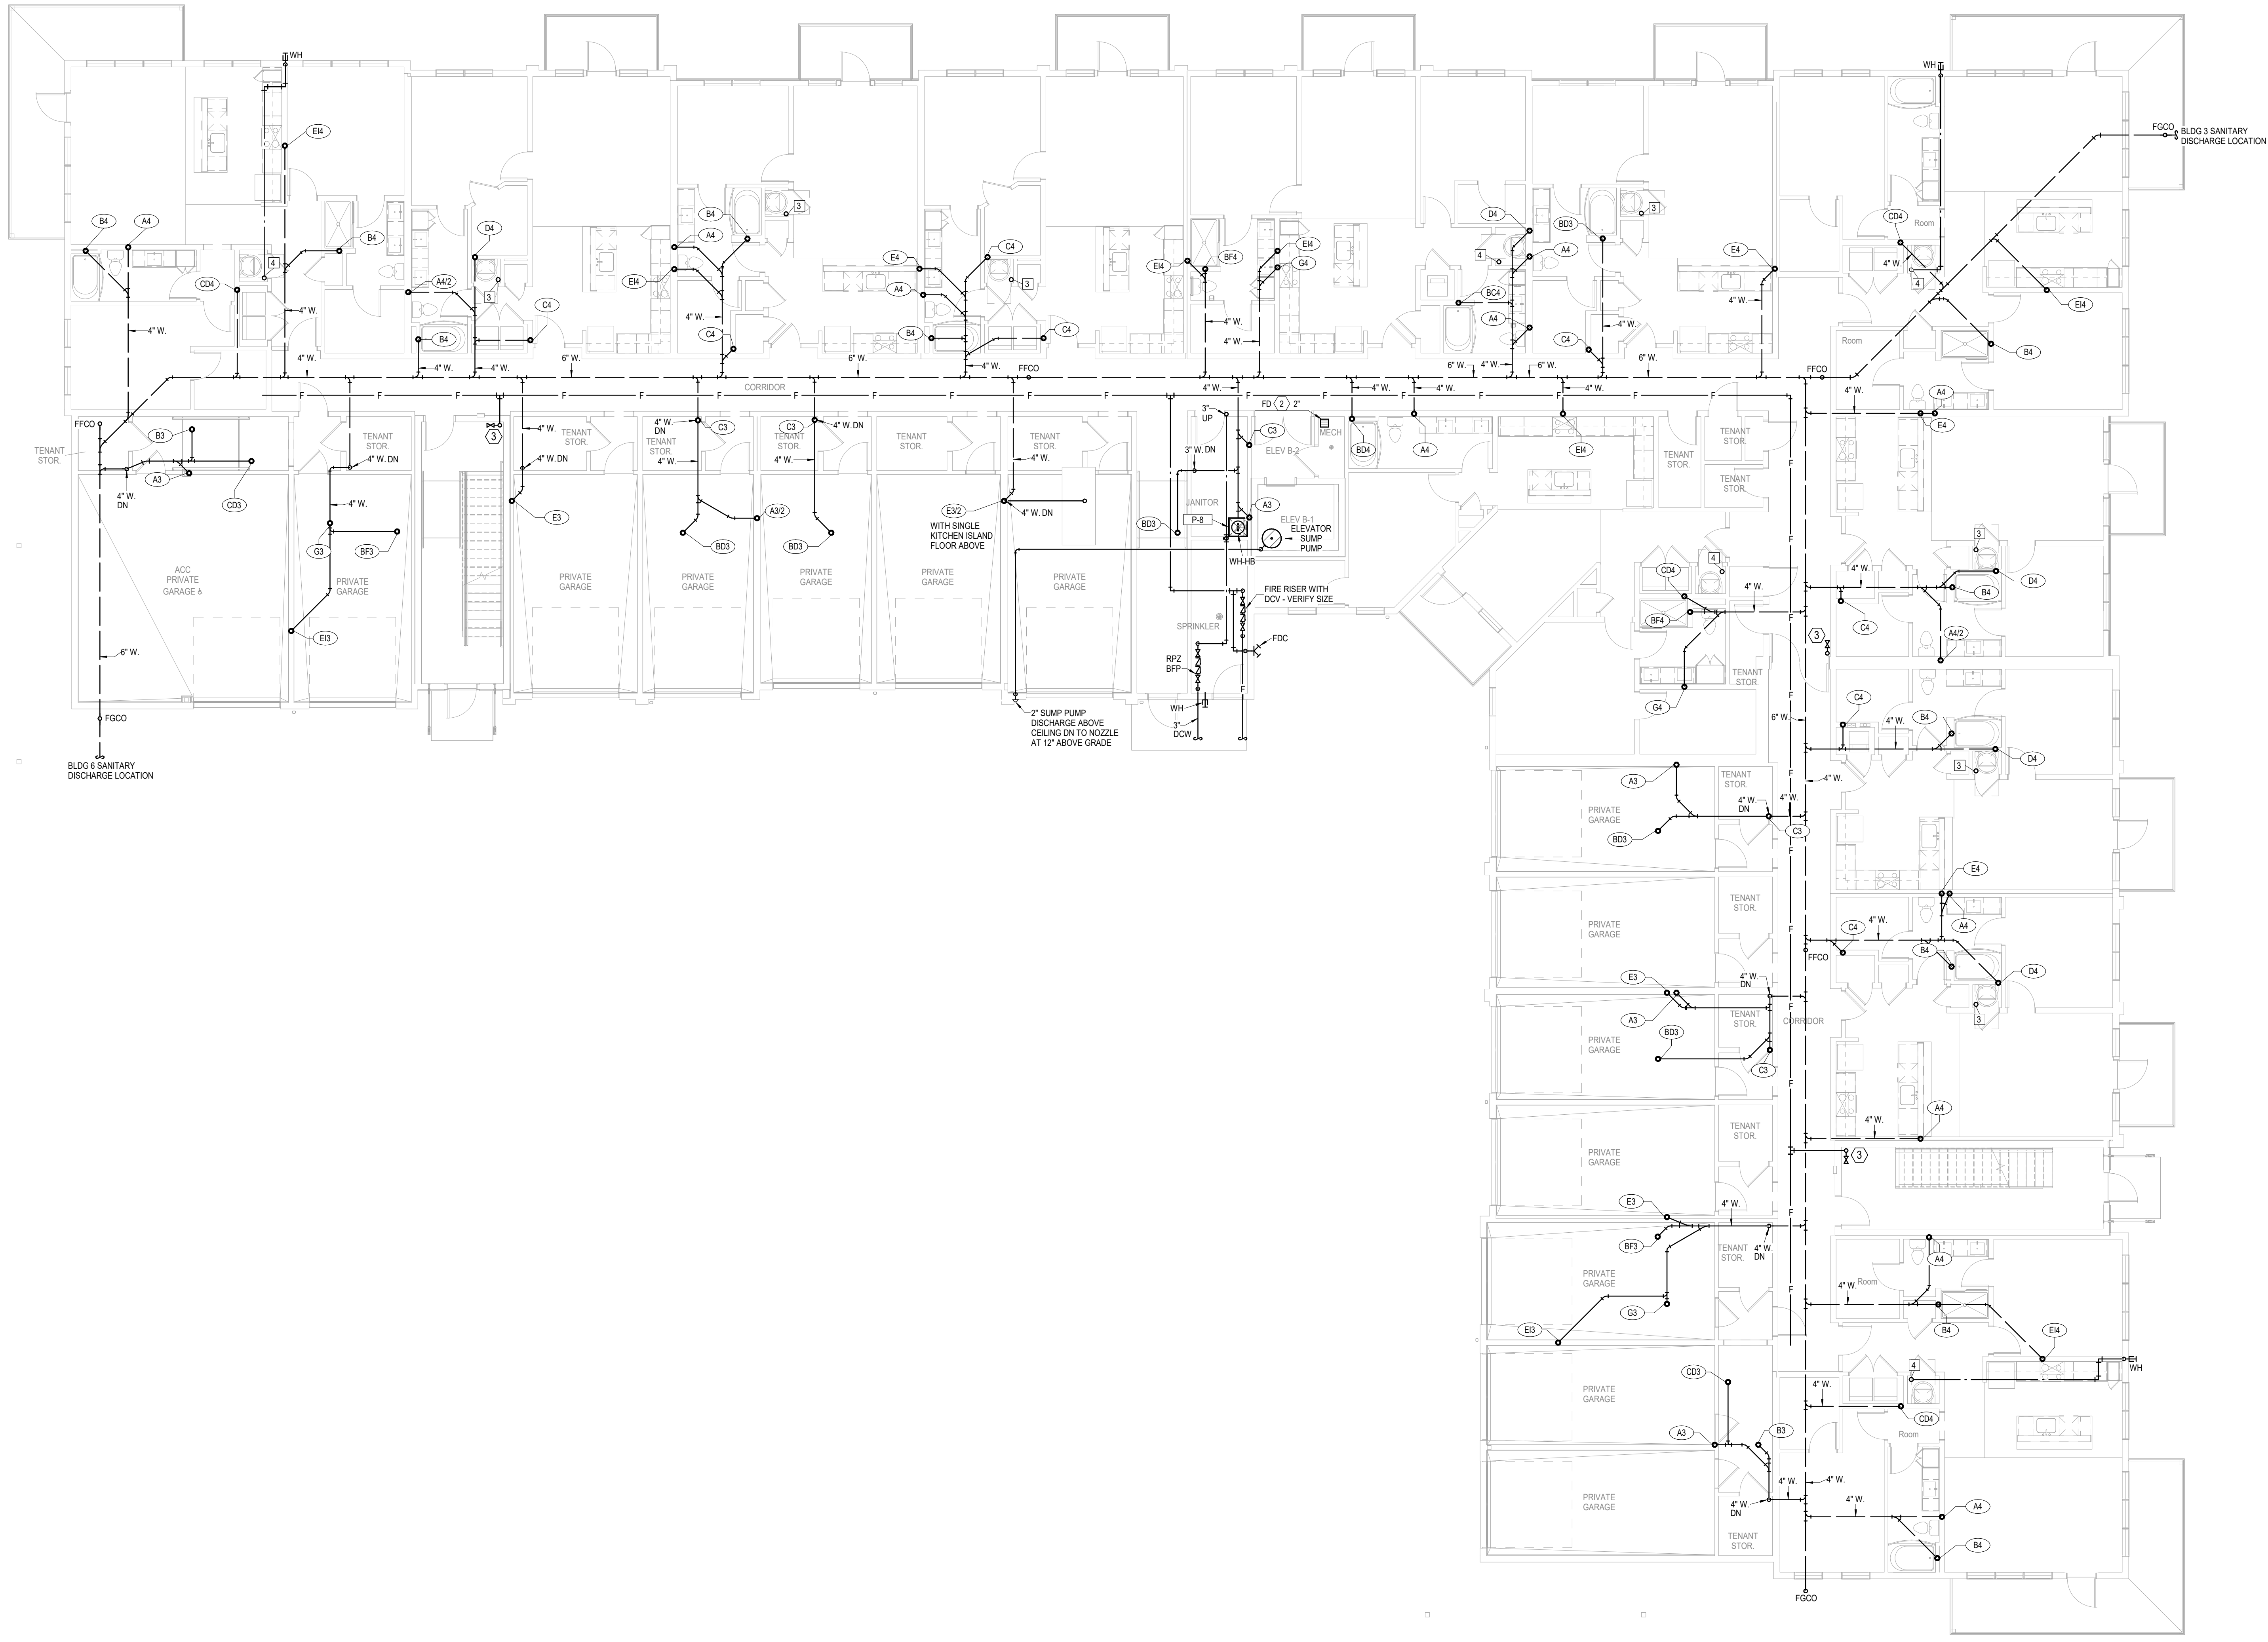 WH
WH
FGCO
BLDG 3 SANITARY
DISCHARGE LOCATION
EI4
B4
A4
B4
D4
B4
A4
3
C4
E4
EI4
G4
D4
A4
BD3
3
CD4
Room
4
CD4
A4/2
3
EI4
A4
3
EI4
BF4
4
BC4
E4
4" W.
4
EI4
4" W.
4" W.
B4
C4
4" W.
C4
B4
C4
4" W.
4" W.
A4
C4
4" W.
4" W.
Room
B4
4" W.
4" W.
4" W.
6" W.
6" W.
4" W.
6" W.
4" W.
6" W.
6" W.
FFCO
FFCO
CORRIDOR
4" W.
4" W.
4" W.
4" W.
4" W.
A4
E4
F F F F F F F F F F F F F F F F F
FFCO
B3
TENANT
STOR.
TENANT
STOR.
3
4" W.
TENANT
STOR.
4" W.
DN
TENANT
STOR.
C3
C3
4" W.DN
TENANT
STOR.
TENANT
STOR.
TENANT
STOR.
3"
UP
FD 2 2"
MECH
C3
ELEV B-2
BD4
A4
EI4
TENANT
STOR.
TENANT
STOR.
TENANT
STOR.
4" W. DN
4" W. DN
4" W.
4" W.
4" W.
3" W. DN
A3
CD3
4" W.
DN
4" W.
G3
BF3
E3
BD3
A3/2
BD3
E3/2
4" W. DN
WITH SINGLE
KITCHEN ISLAND
FLOOR ABOVE
JANITOR
A3
P-8
BD3
ELEV B-1
ELEVATOR
SUMP
PUMP
WH-HB
ACC
PRIVATE
GARAGE
PRIVATE
GARAGE
PRIVATE
GARAGE
PRIVATE
GARAGE
PRIVATE
GARAGE
PRIVATE
GARAGE
PRIVATE
GARAGE
FIRE RISER WITH
DCV - VERIFY SIZE
SPRINKLER
FDC
RPZ
BFP
F
WH
3"
DCW
EI3
6" W.
FGCO
BLDG 6 SANITARY
DISCHARGE LOCATION
2" SUMP PUMP
DISCHARGE ABOVE
CEILING DN TO NOZZLE
AT 12" ABOVE GRADE
3
4
CD4
4" W.
4" W.
D4
B4
BF4
C4
3
A4/2
TENANT
STOR.
G4
C4
B4
6" W.
4" W.
D4
3
F F F F F F F F F F F
A3
TENANT
STOR.
4" W.
PRIVATE
GARAGE
4" W.
DN
4" W.
BD3
C3
TENANT
STOR.
E4
A4
PRIVATE
GARAGE
4" W.
C4
B4
FFCO
D4
E3
4" W.
DN
A3
TENANT
STOR.
CORRIDOR
3
BD3
PRIVATE
GARAGE
C3
A4
4" W.
TENANT
STOR.
PRIVATE
GARAGE
3
E3
4" W.
BF3
TENANT
STOR.
4" W.
DN
A4
PRIVATE
GARAGE
Room
4" W.
G3
EI3
B4
EI4
WH
CD3
4
PRIVATE
GARAGE
4" W.
CD4
A3
B3
Room
4" W.
4" W.
PRIVATE
GARAGE
4" W.
DN
4" W.
A4
TENANT
STOR.
B4
FGCO